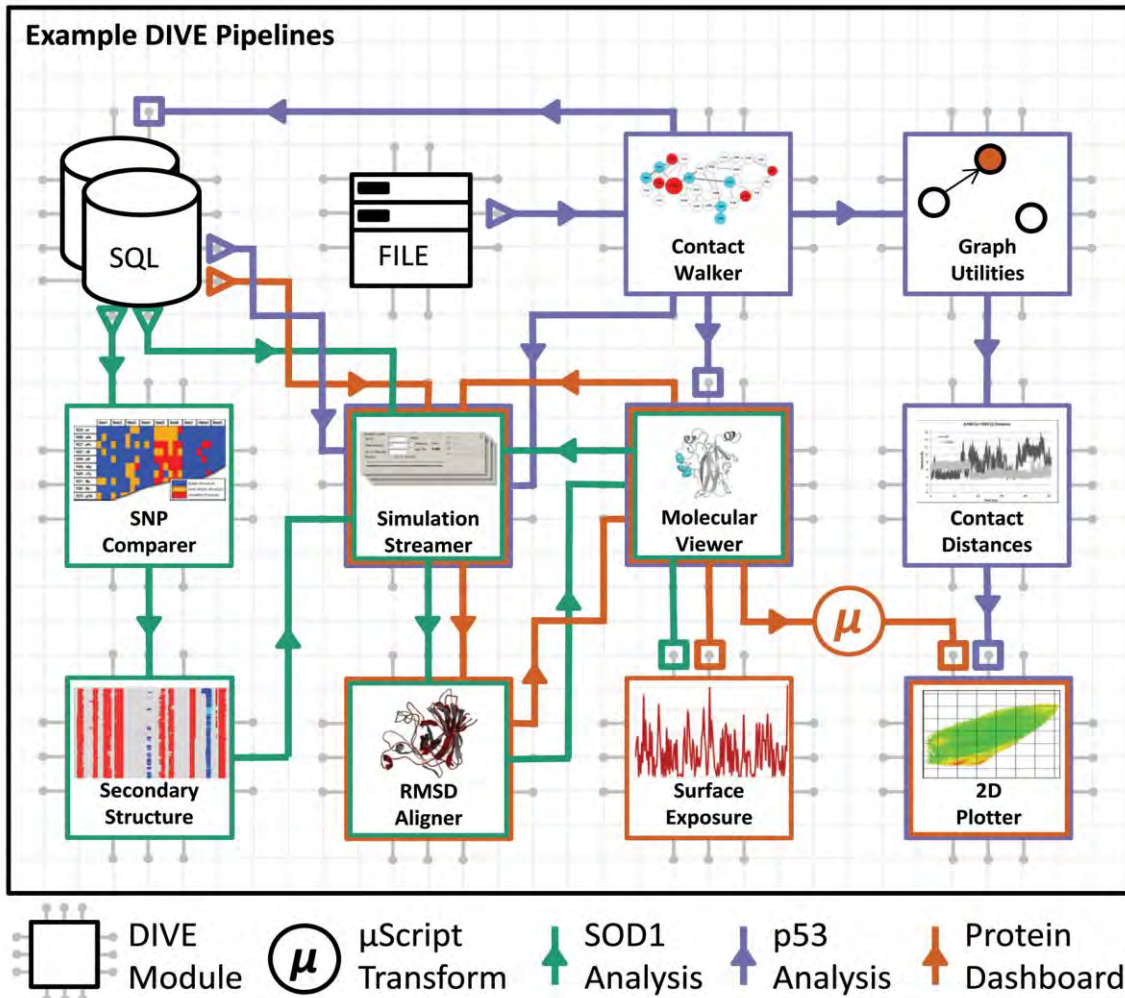 Example DIVE Pipelines
SQL
FILE
Contact
Walker
Graph
Utilities
SNP
Comparer
Simulation
Streamer
Molecular
Viewer
Contact
Distances
μ
Secondary
Structure
RMSD
Aligner
Surface
Exposure
2D
Plotter
DIVE
Module
μ
μScript
Transform
SOD1
Analysis
p53
Analysis
Protein
Dashboard